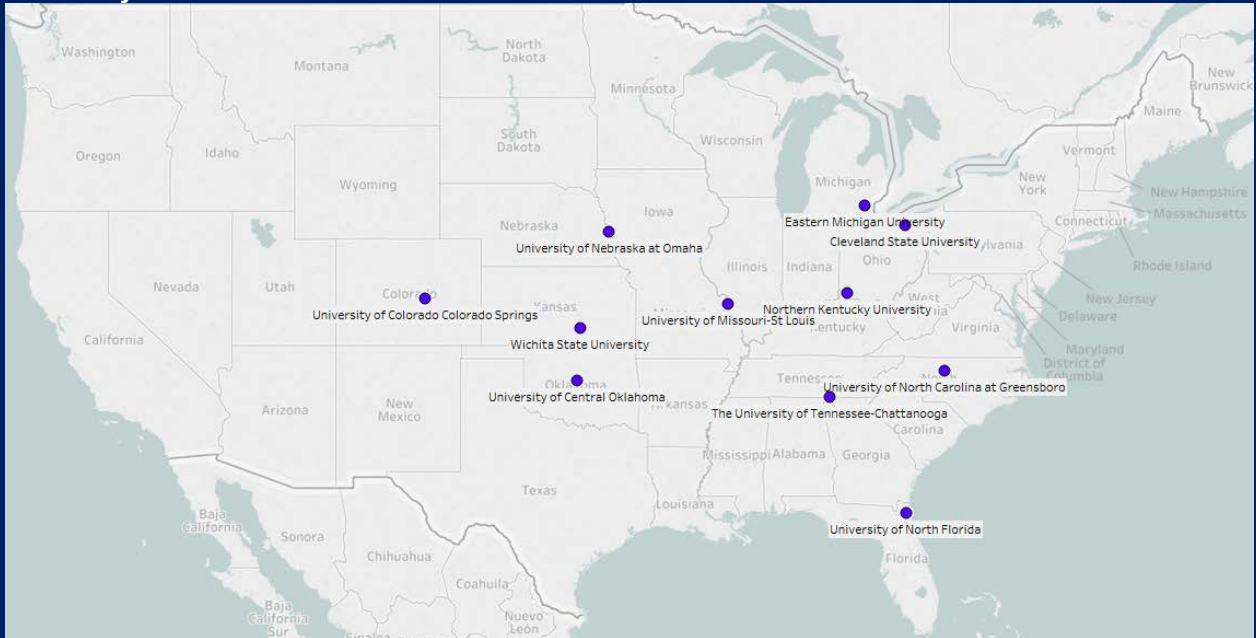 Washington
Montana
North
Dakota
Minnesota
New
Brunswick
Maine
Oregon
Idaho
South
Dakota
Wisconsin
Vermont
Wyoming
Michigan
New
York
New Hampshire
Massachusetts
Nebraska
Iowa
Eastern Michigan University
Connecticut
University of Nebraska at Omaha
Cleveland State University
Ohio
Rhode Island
Nevada
Utah
Colorado
Illinois
Indiana
New Jersey
Delaware
University of Colorado Colorado Springs
Kansas
Northern Kentucky University
West
University of Missouri-St Louis
Virginia
California
Wichita State University
Maryland
District of
Columbia
Tennessee
University of North Carolina at Greensboro
Oklahoma
University of Central Oklahoma
Arizona
New
Mexico
The University of Tennessee-Chattanooga
Carolina
Mississippi
Alabama
Georgia
Texas
Louisiana
Baja
California
Sonora
University of North Florida
Chihuahua
Florida
Coahuila
Baja
California
Sur
Nuevo
León